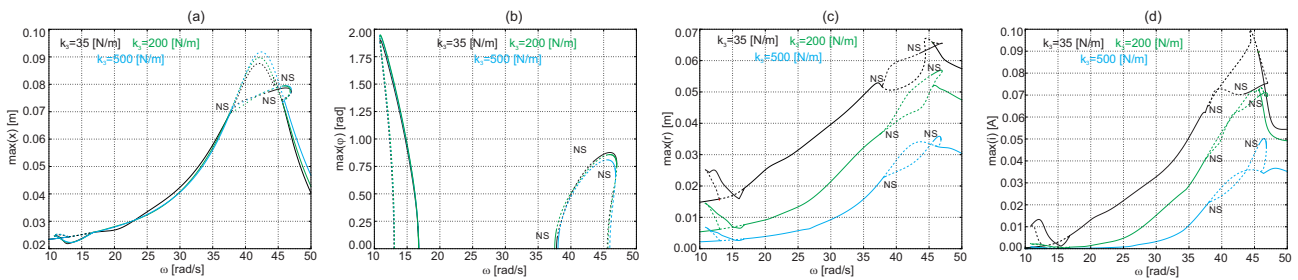 (a)
k₃=35 [N/m] k₃=200 [N/m]
k₃=500 [N/m]
NS
NS
0.10
0.09
0.08
0.07
0.06
0.05
0.04
0.03
0.02
max(x) [m]
10 15 20 25 30 35 40 45 50
ω [rad/s]
(b)
k₃=35 [N/m] k₃=200 [N/m]
k₃=500 [N/m]
NS
NS
2.00
1.75
1.50
1.25
1.00
0.75
0.50
0.25
0.00
max(φ) [rad]
10 15 20 25 30 35 40 45 50
ω [rad/s]
(c)
k₃=35 [N/m] k₃=200 [N/m]
k₃=500 [N/m]
NS
NS
NS
NS
NS
NS
0.07
0.06
0.05
0.04
0.03
0.02
0.01
0.00
max(r) [m]
10 15 20 25 30 35 40 45 50
ω [rad/s]
(d)
k₃=35 [N/m] k₃=200 [N/m]
k₃=500 [N/m]
NS
NS
NS
NS
NS
0.10
0.09
0.08
0.07
0.06
0.05
0.04
0.03
0.02
0.01
0.00
max(i) [A]
10 15 20 25 30 35 40 45 50
ω [rad/s]